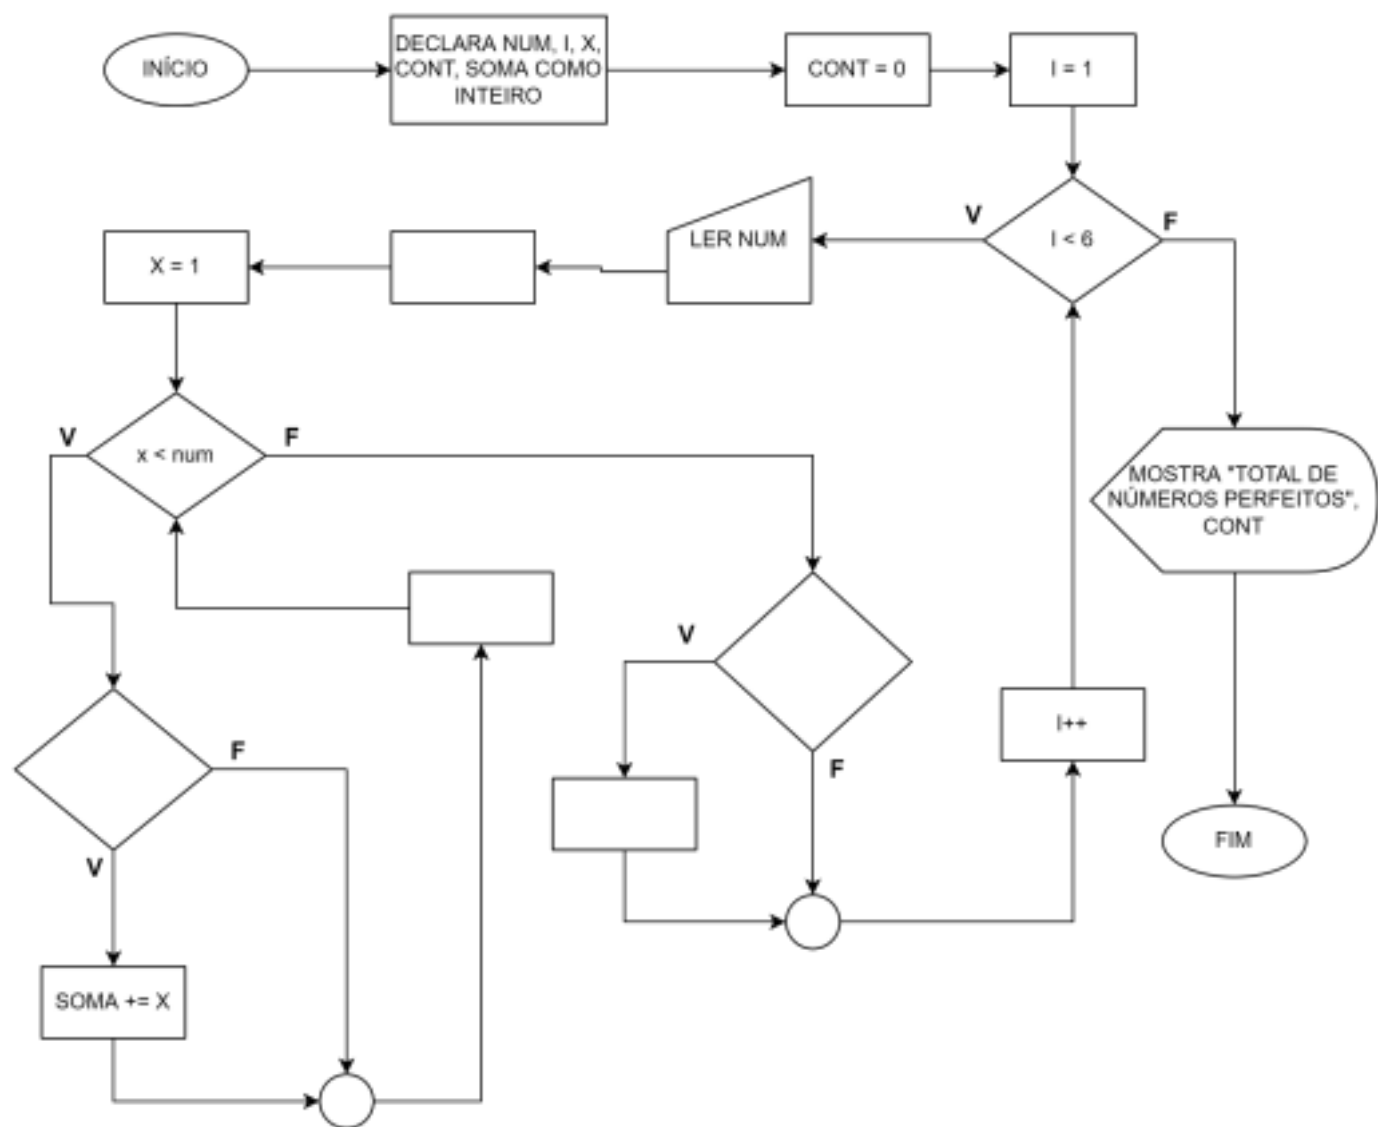 INÍCIO
DECLARA NUM, I, X,
CONT, SOMA COMO
INTEIRO
CONT = 0
I = 1
I < 6
V
F
LER NUM
X = 1
x < num
V
F
MOSTRA "TOTAL DE
NÚMEROS PERFEITOS",
CONT
V
F
I++
F
V
SOMA += X
FIM